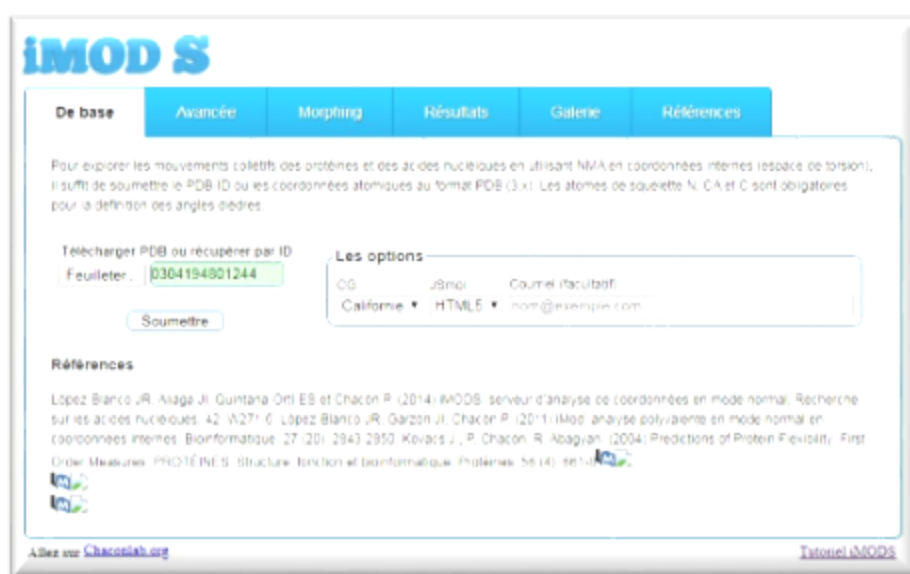 iMOD S
De base Avancée Morphing Résultats Galerie Références
Pour explorer les mouvements colletifs des protéines et des acides nucléiques en utilisant NMA en coordonnées internes (espace de torsion),
il suffit de soumettre le PDB ID ou les coordonnées atomiques au format PDB (3.x). Les atomes de squelette N, CA et C sont obligatoires
pour la définition des angles dièdres.
Télécharger PDB ou récupérer par ID
Feuilleter.. 0304194801244
Les options
CG JSmol Courriel (facultatif)
Californie HTML5 nom@exemple.com
Soumettre
Références
López Blanco JR, Aliaga JI, Quintana Ortí ES et Chacon P. (2014) iMODS: serveur d'analyse de coordonnées en mode normal. Recherche
sur les acides nucléiques. 42: W271-6. Lopez Blanco JR, Garzon JI, Chacon P. (2011) iMod: analyse polyvalente en mode normal en
coordonnées internes. Bioinformatique. 27 (20): 2843-2850. Kovacs J., P. Chacon, R. Abagyan. (2004) Predictions of Protein Flexibility: First
Order Measures. PROTÉINES: Structure, fonction et bioinformatique. Protéines. 56 (4):
Allez sur Chaconlab.org
Tutoriel iMODS